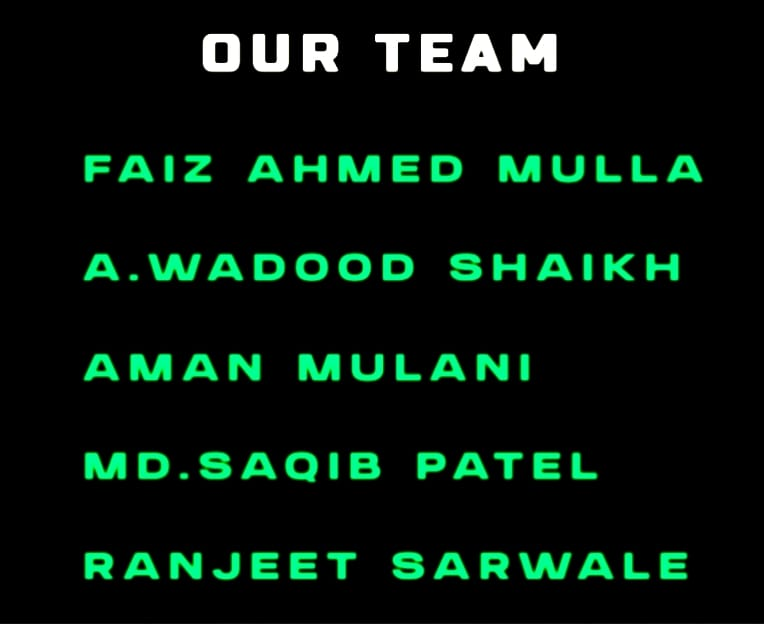 OUR TEAM
FAIZ AHMED MULLA
A.WADOOD SHAIKH
AMAN MULANI
MD.SAQIB PATEL
RANJEET SARWALE